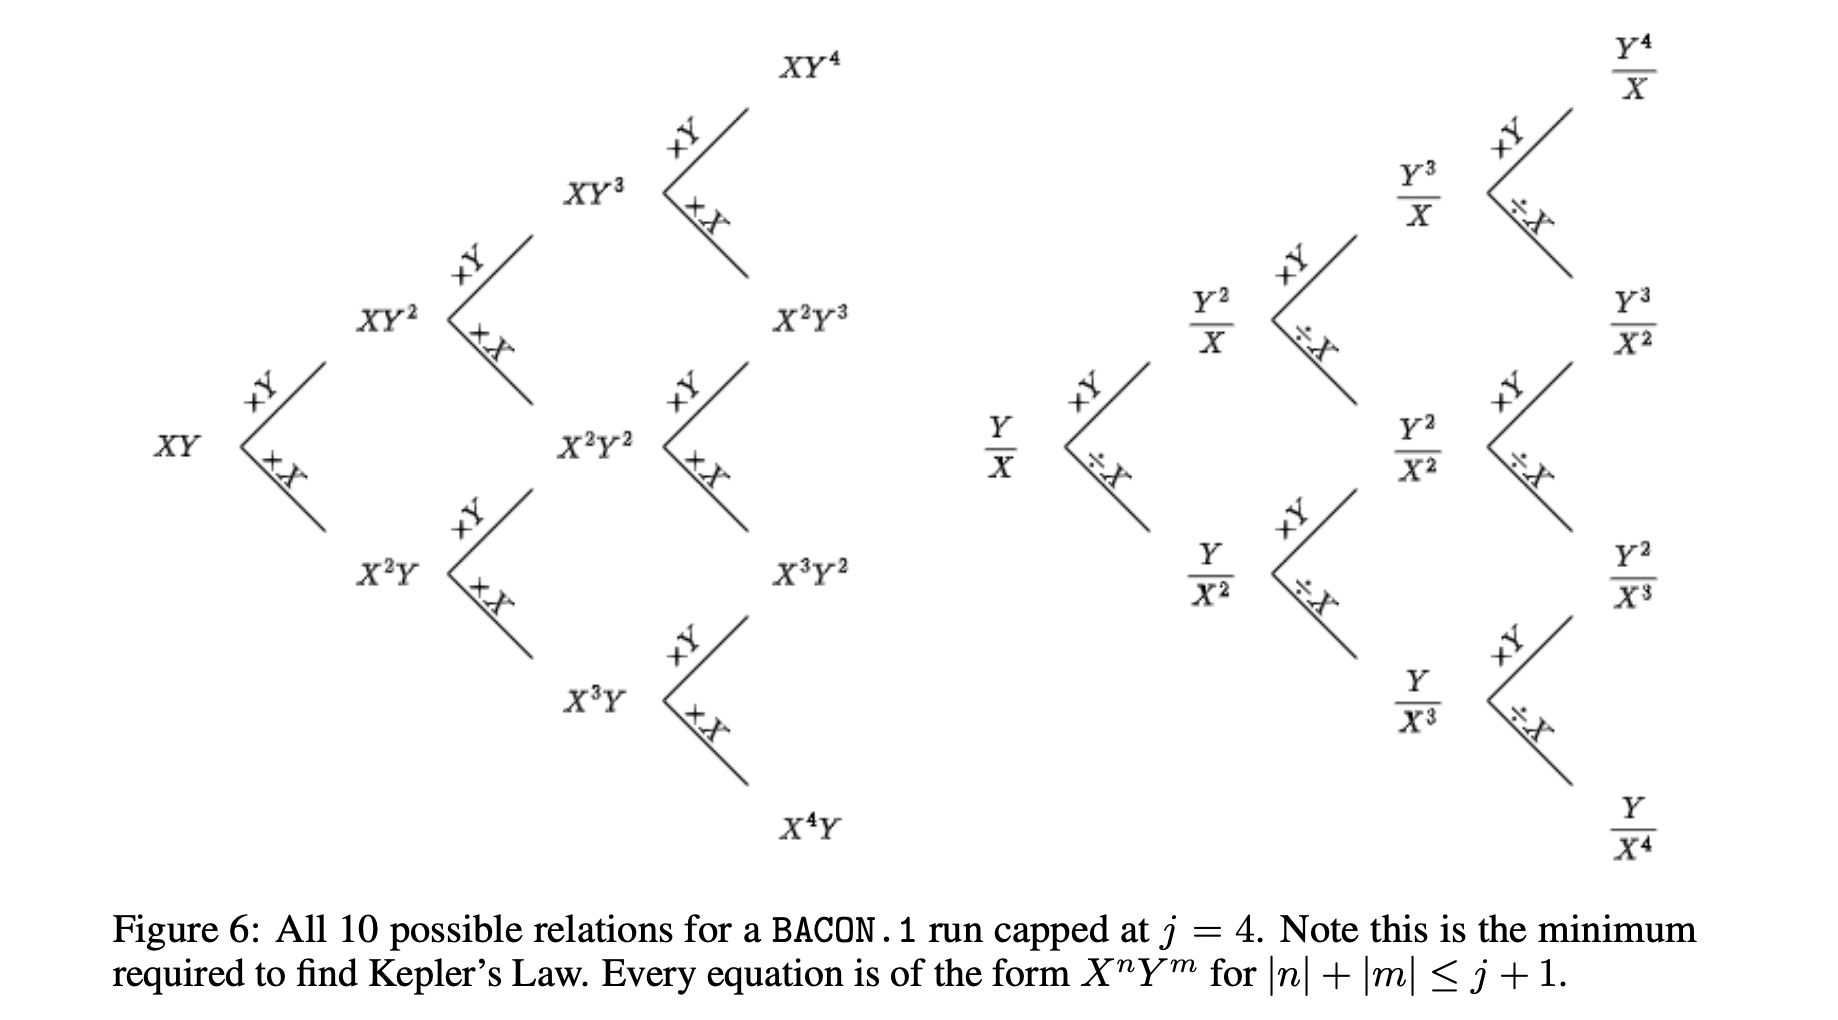 XY⁴ Y⁴/X
×Y ×Y
XY³ ×X Y³/X ÷X
×Y ×Y
XY² ×X X²Y³ Y²/X ÷X Y³/X²
×Y ×Y ×Y ×Y
XY ×X X²Y² ×X Y/X ÷X Y²/X² ÷X
×Y ×Y
X²Y ×X X³Y² Y/X² ÷X Y²/X³
×Y ×Y
X³Y ×X Y/X³ ÷X
X⁴Y Y/X⁴
Figure 6: All 10 possible relations for a BACON.1 run capped at j = 4. Note this is the minimum
required to find Kepler's Law. Every equation is of the form XⁿYᵐ for |n| + |m| ≤ j + 1.